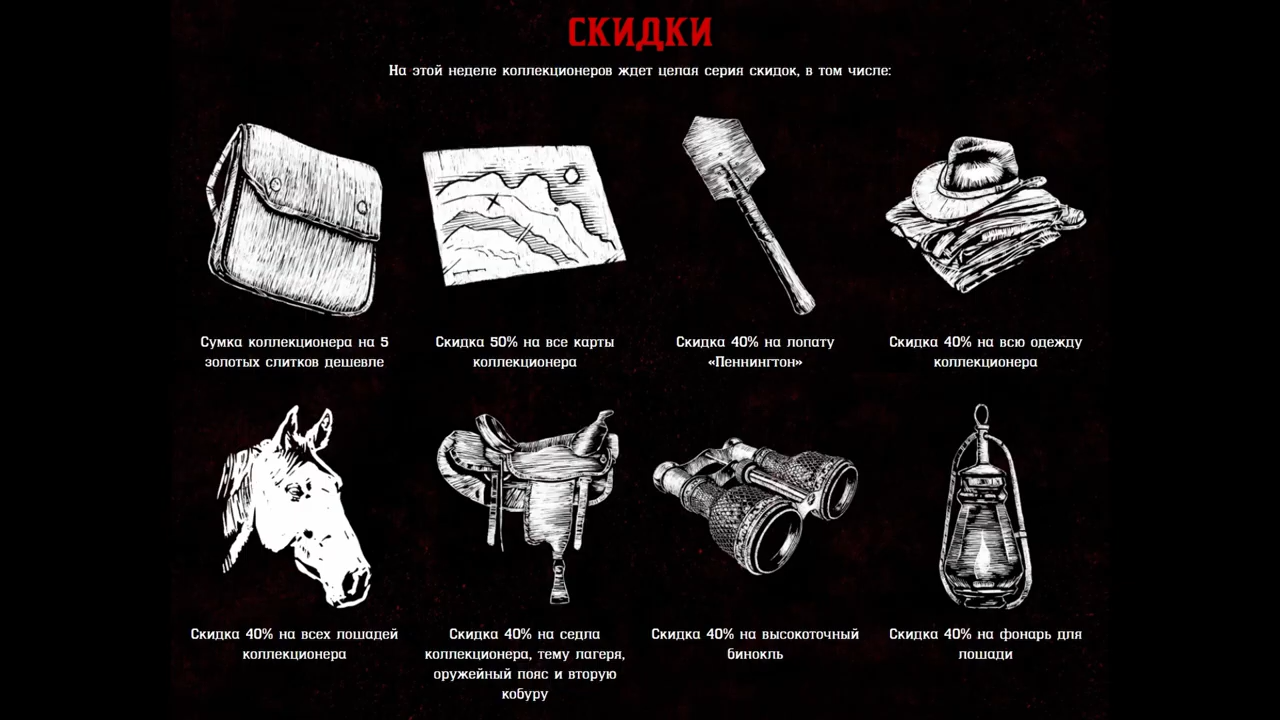 СКИДКИ
На этой неделе коллекционеров ждет целая серия скидок, в том числе:
Сумка коллекционера на 5
золотых слитков дешевле
Скидка 50% на все карты
коллекционера
Скидка 40% на лопату
«Пеннингтон»
Скидка 40% на всю одежду
коллекционера
Скидка 40% на всех лошадей
коллекционера
Скидка 40% на седла
коллекционера, тему лагеря,
оружейный пояс и вторую
кобуру
Скидка 40% на высокоточный
бинокль
Скидка 40% на фонарь для
лошади